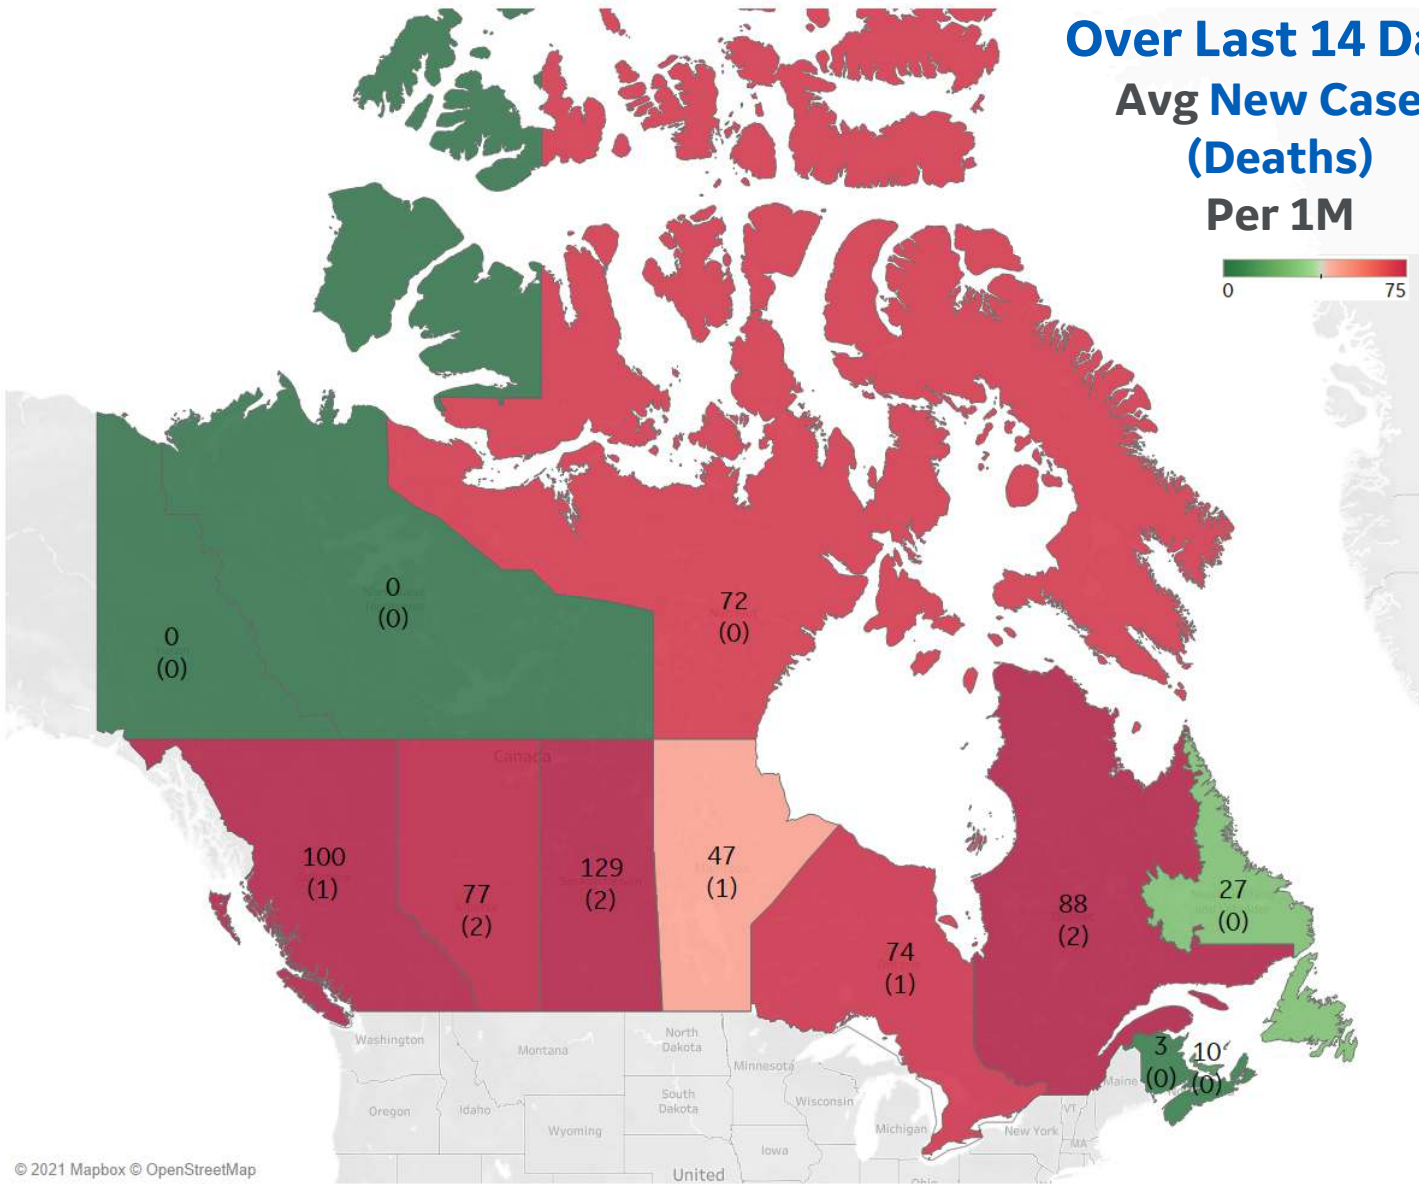 Over Last 14 Da
Avg New Case
(Deaths)
Per 1M
0
75
0
(0)
0
(0)
72
(0)
Canada
100
(1)
77
(2)
129
(2)
47
(1)
74
(1)
88
(2)
27
(0)
3
(0)
10
(0)
Washington
Montana
North
Dakota
Minnesota
Oregon
Idaho
South
Dakota
Wisconsin
Wyoming
Michigan
New York
VT
MA
Maine
Iowa
United
Ohio
© 2021 Mapbox © OpenStreetMap